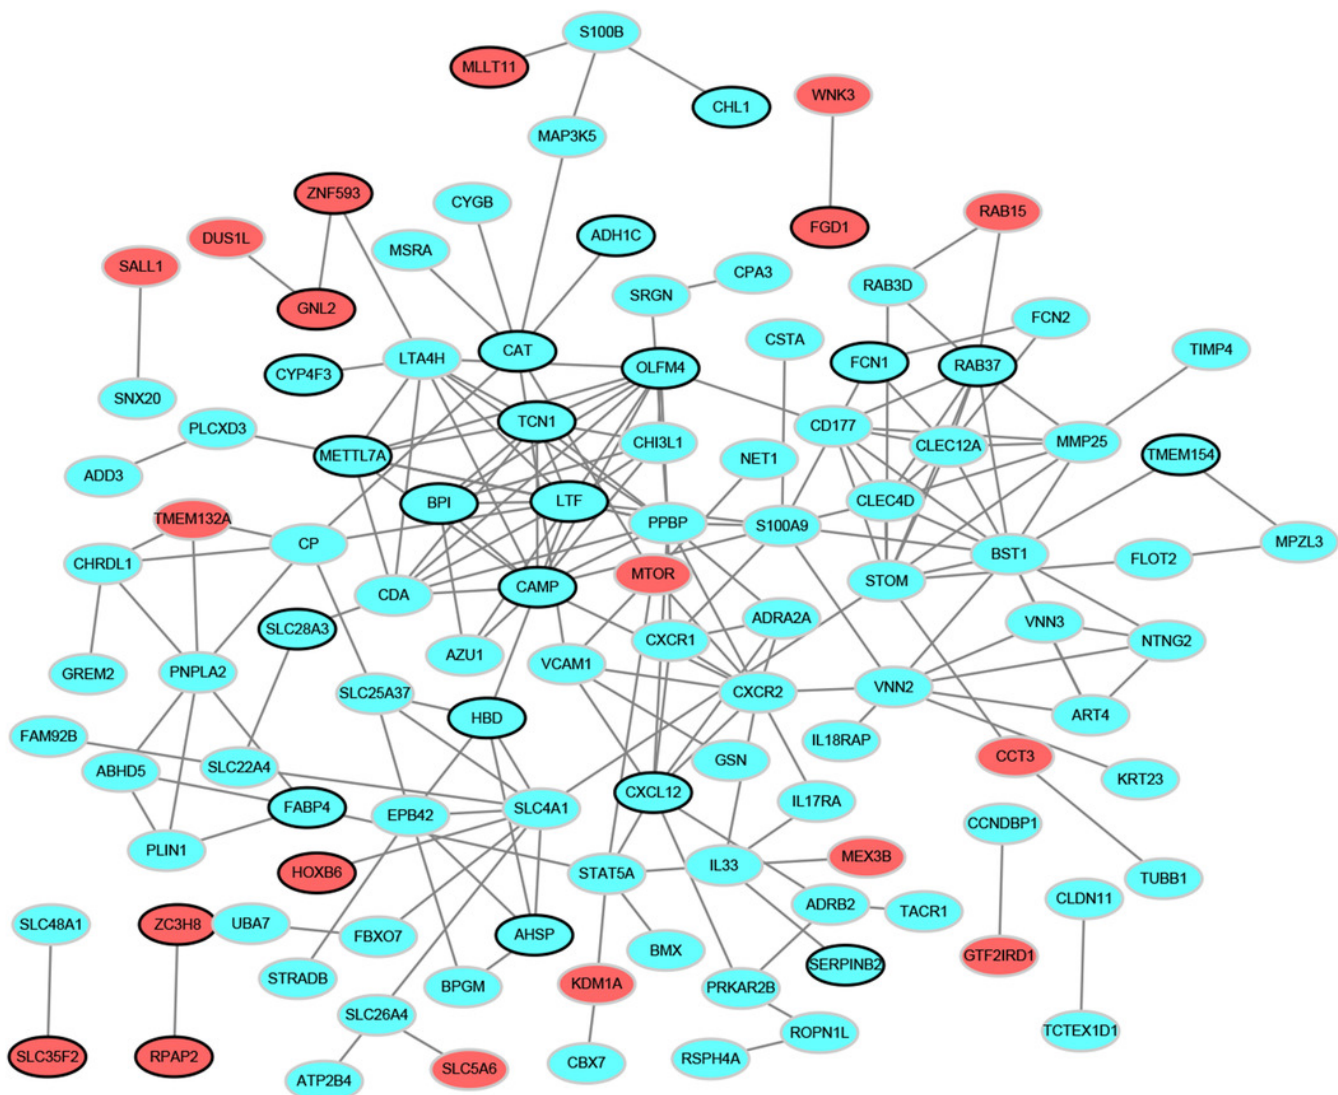 S100B
MLLT11
CHL1
WNK3
MAP3K5
ZNF593
CYGB
FGD1
RAB15
DUS1L
ADH1C
MSRA
SALL1
CPA3
RAB3D
SRGN
GNL2
FCN2
CSTA
CAT
LTA4H
FCN1
RAB37
TIMP4
CYP4F3
OLFM4
SNX20
TCN1
PLCXD3
CD177
CHI3L1
CLEC12A
MMP25
METTL7A
NET1
TMEM154
ADD3
BPI
LTF
CLEC4D
TMEM132A
PPBP
S100A9
CP
BST1
MPZL3
CHRDL1
FLOT2
MTOR
STOM
CDA
CAMP
ADRA2A
VNN3
SLC28A3
CXCR1
NTNG2
AZU1
VCAM1
GREM2
PNPLA2
SLC25A37
CXCR2
VNN2
HBD
ART4
FAM92B
IL18RAP
CCT3
SLC22A4
GSN
ABHD5
KRT23
CXCL12
IL17RA
FABP4
EPB42
SLC4A1
CCNDBP1
PLIN1
MEX3B
IL33
HOXB6
STAT5A
TUBB1
CLDN11
ADRB2
TACR1
SLC48A1
ZC3H8
UBA7
FBXO7
AHSP
BMX
GTF2IRD1
SERPINB2
STRADB
KDM1A
BPGM
PRKAR2B
SLC26A4
ROPN1L
TCTEX1D1
SLC35F2
RPAP2
RSPH4A
CBX7
SLC5A6
ATP2B4